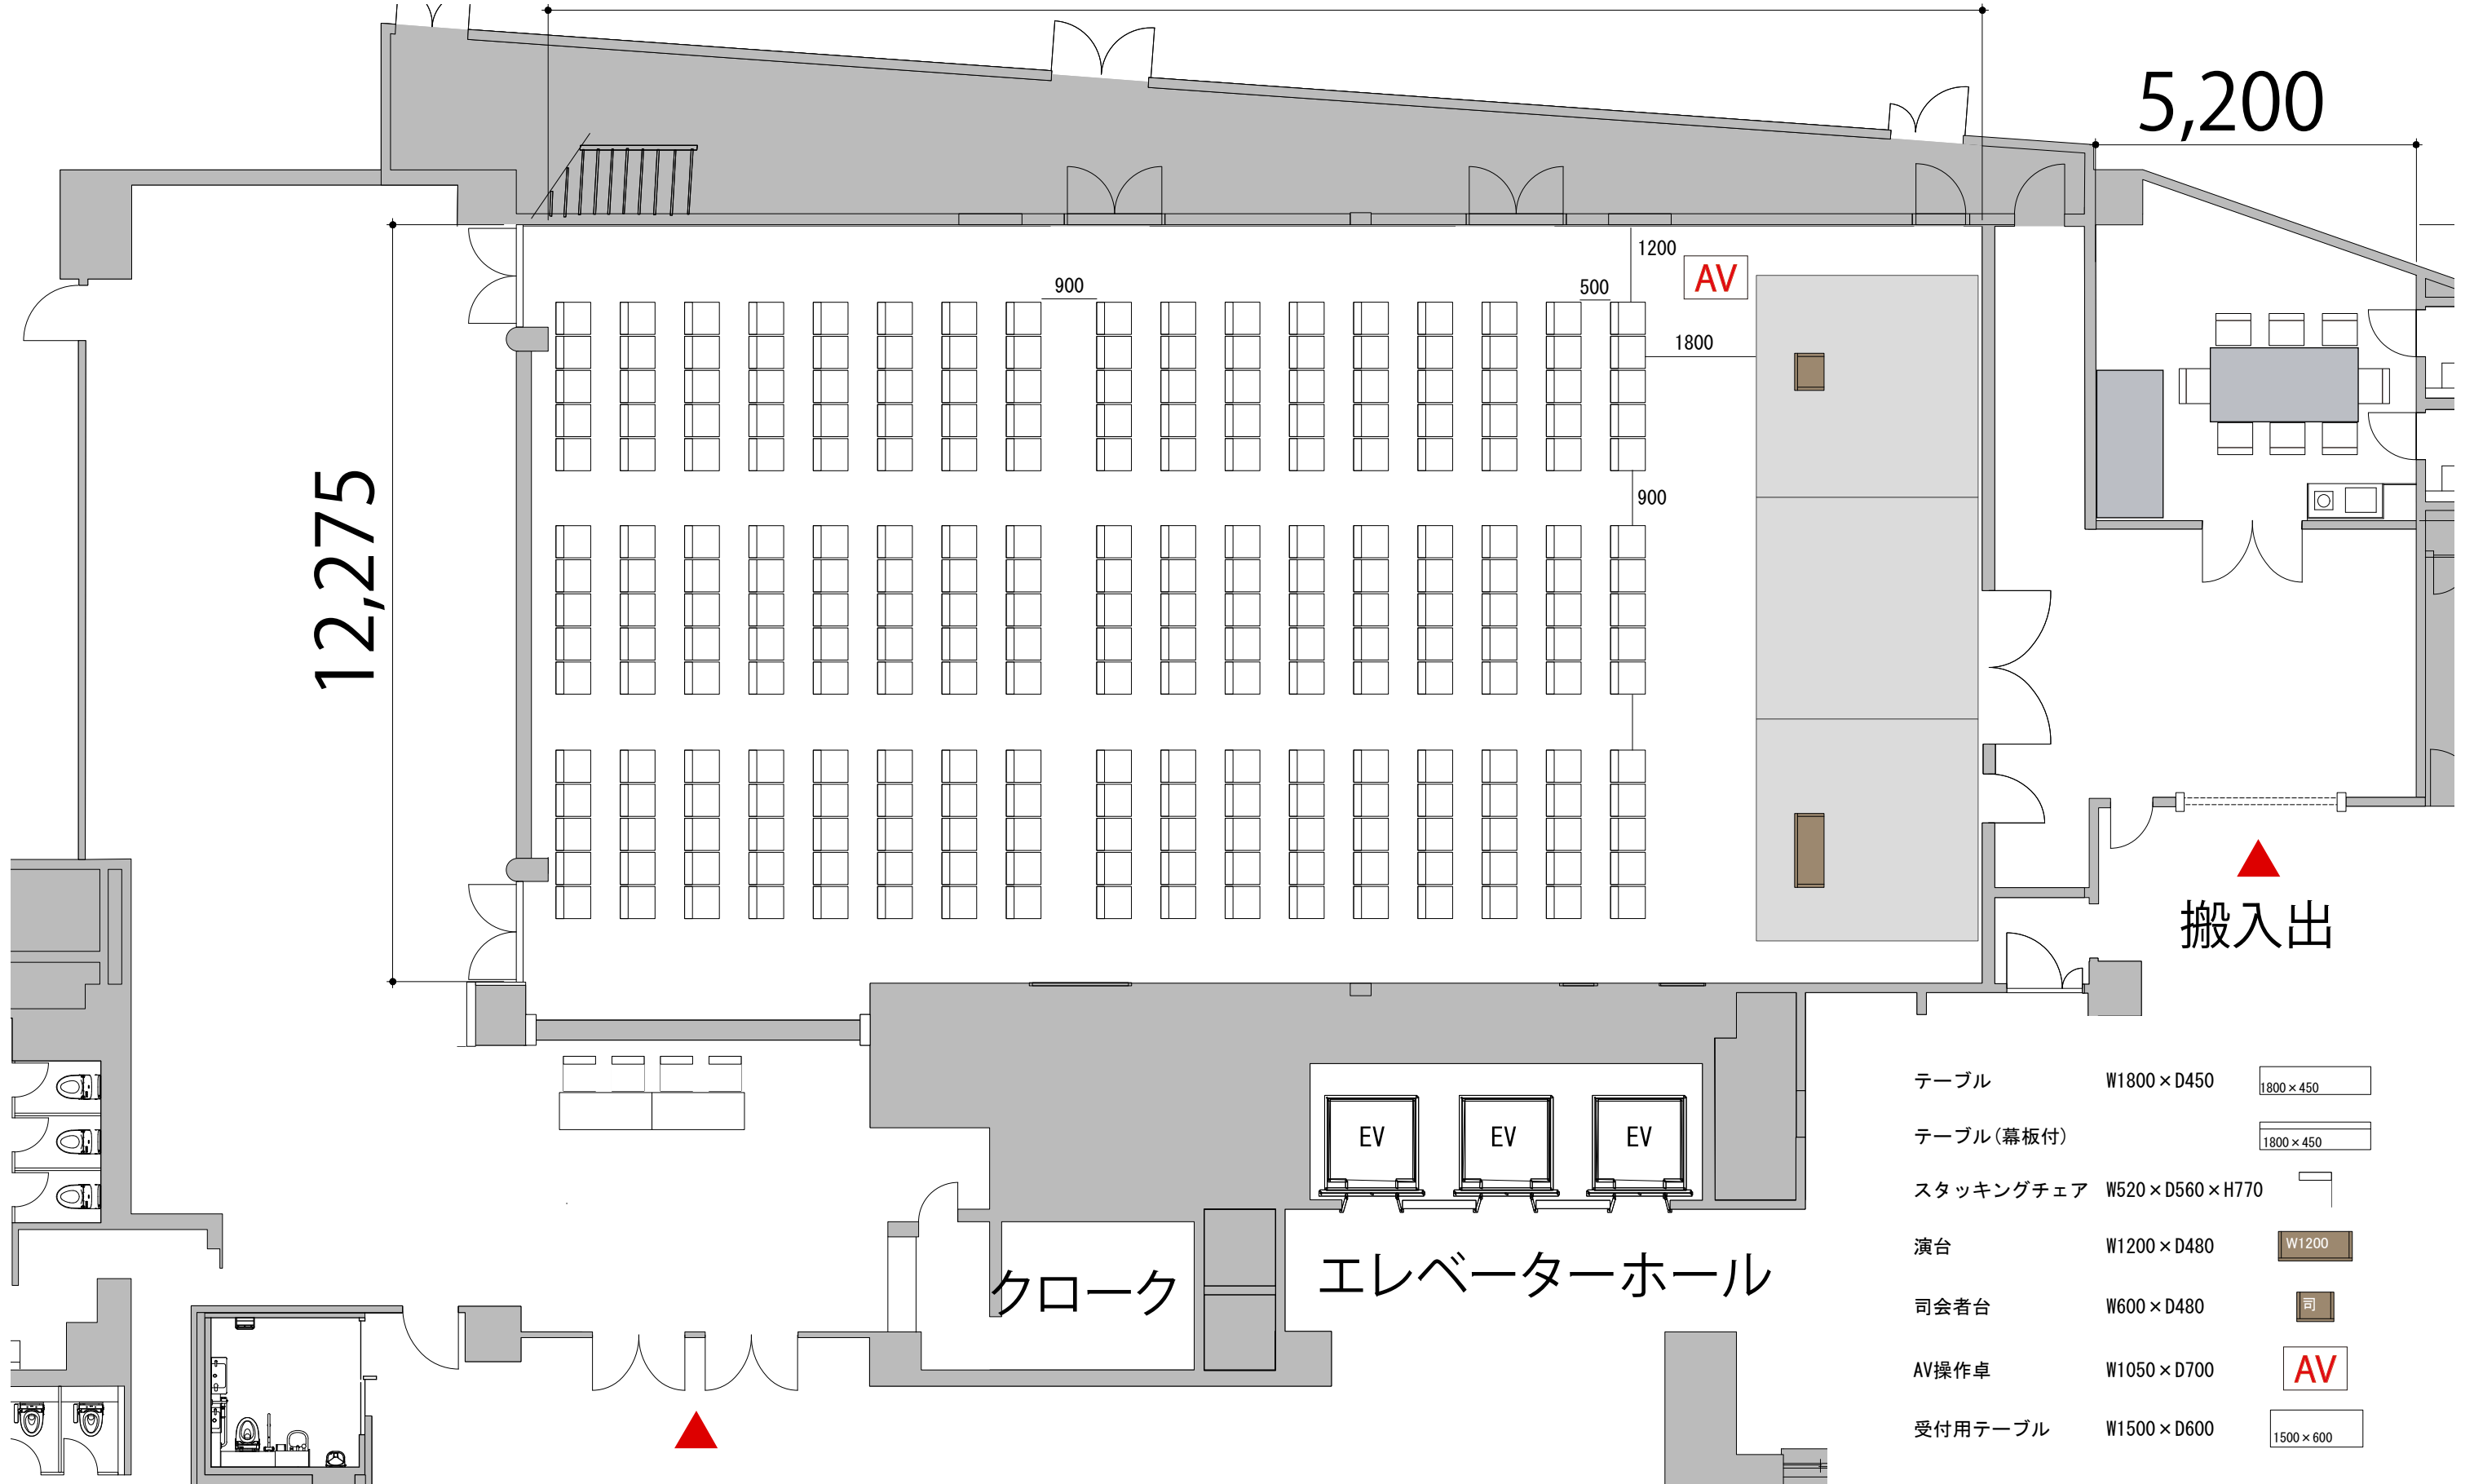 5,200
1200
AV
900
500
1800
12,275
900
搬入出
テーブル W1800×D450 1800×450
テーブル(幕板付) 1800×450
スタッキングチェア W520×D560×H770
EV EV EV
演台 W1200×D480 W1200
クローク
エレベーターホール
司会者台 W600×D480 司
AV操作卓 W1050×D700 AV
受付用テーブル W1500×D600 1500×600